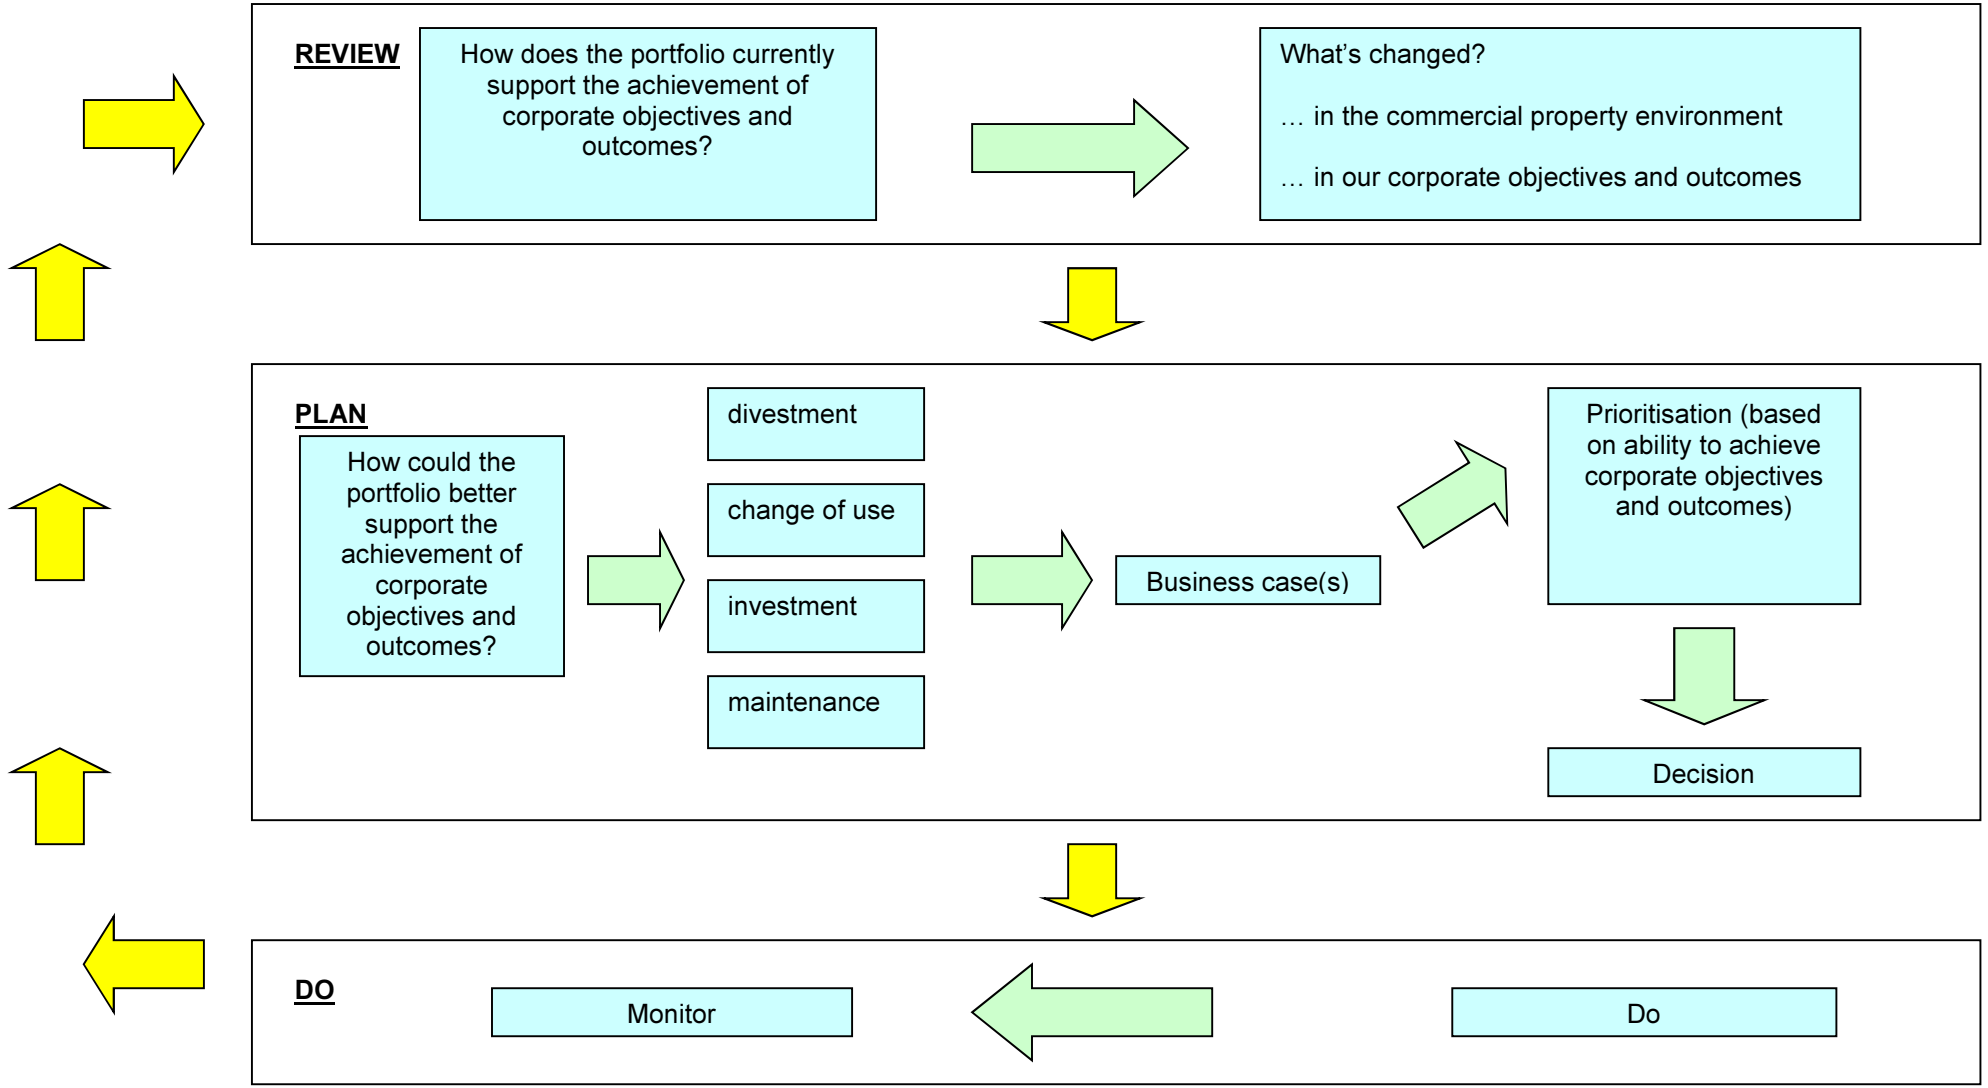 REVIEW
How does the portfolio currently
support the achievement of
corporate objectives and
outcomes?
What’s changed?
… in the commercial property environment
… in our corporate objectives and outcomes
PLAN
How could the
portfolio better
support the
achievement of
corporate
objectives and
outcomes?
divestment
change of use
investment
maintenance
Business case(s)
Prioritisation (based
on ability to achieve
corporate objectives
and outcomes)
Decision
DO
Monitor
Do